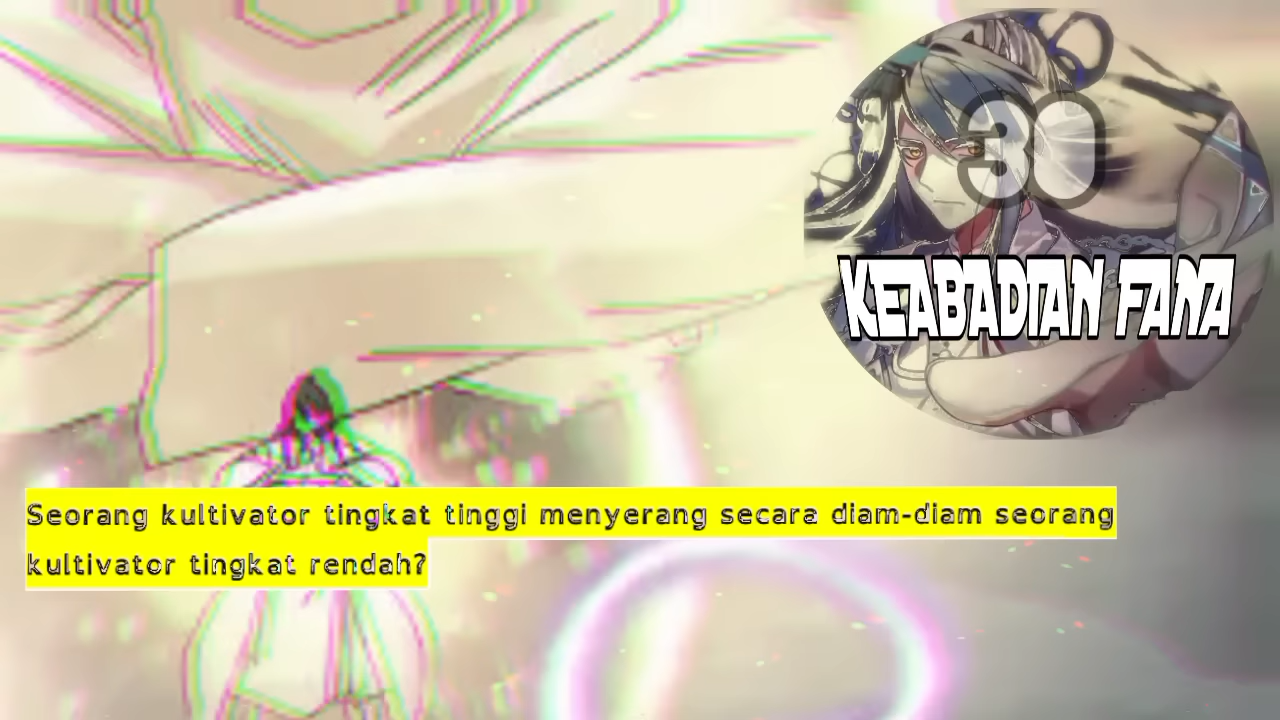 30
KEABADIAN FANA
Seorang kultivator tingkat tinggi menyerang secara diam-diam seorang
kultivator tingkat rendah?